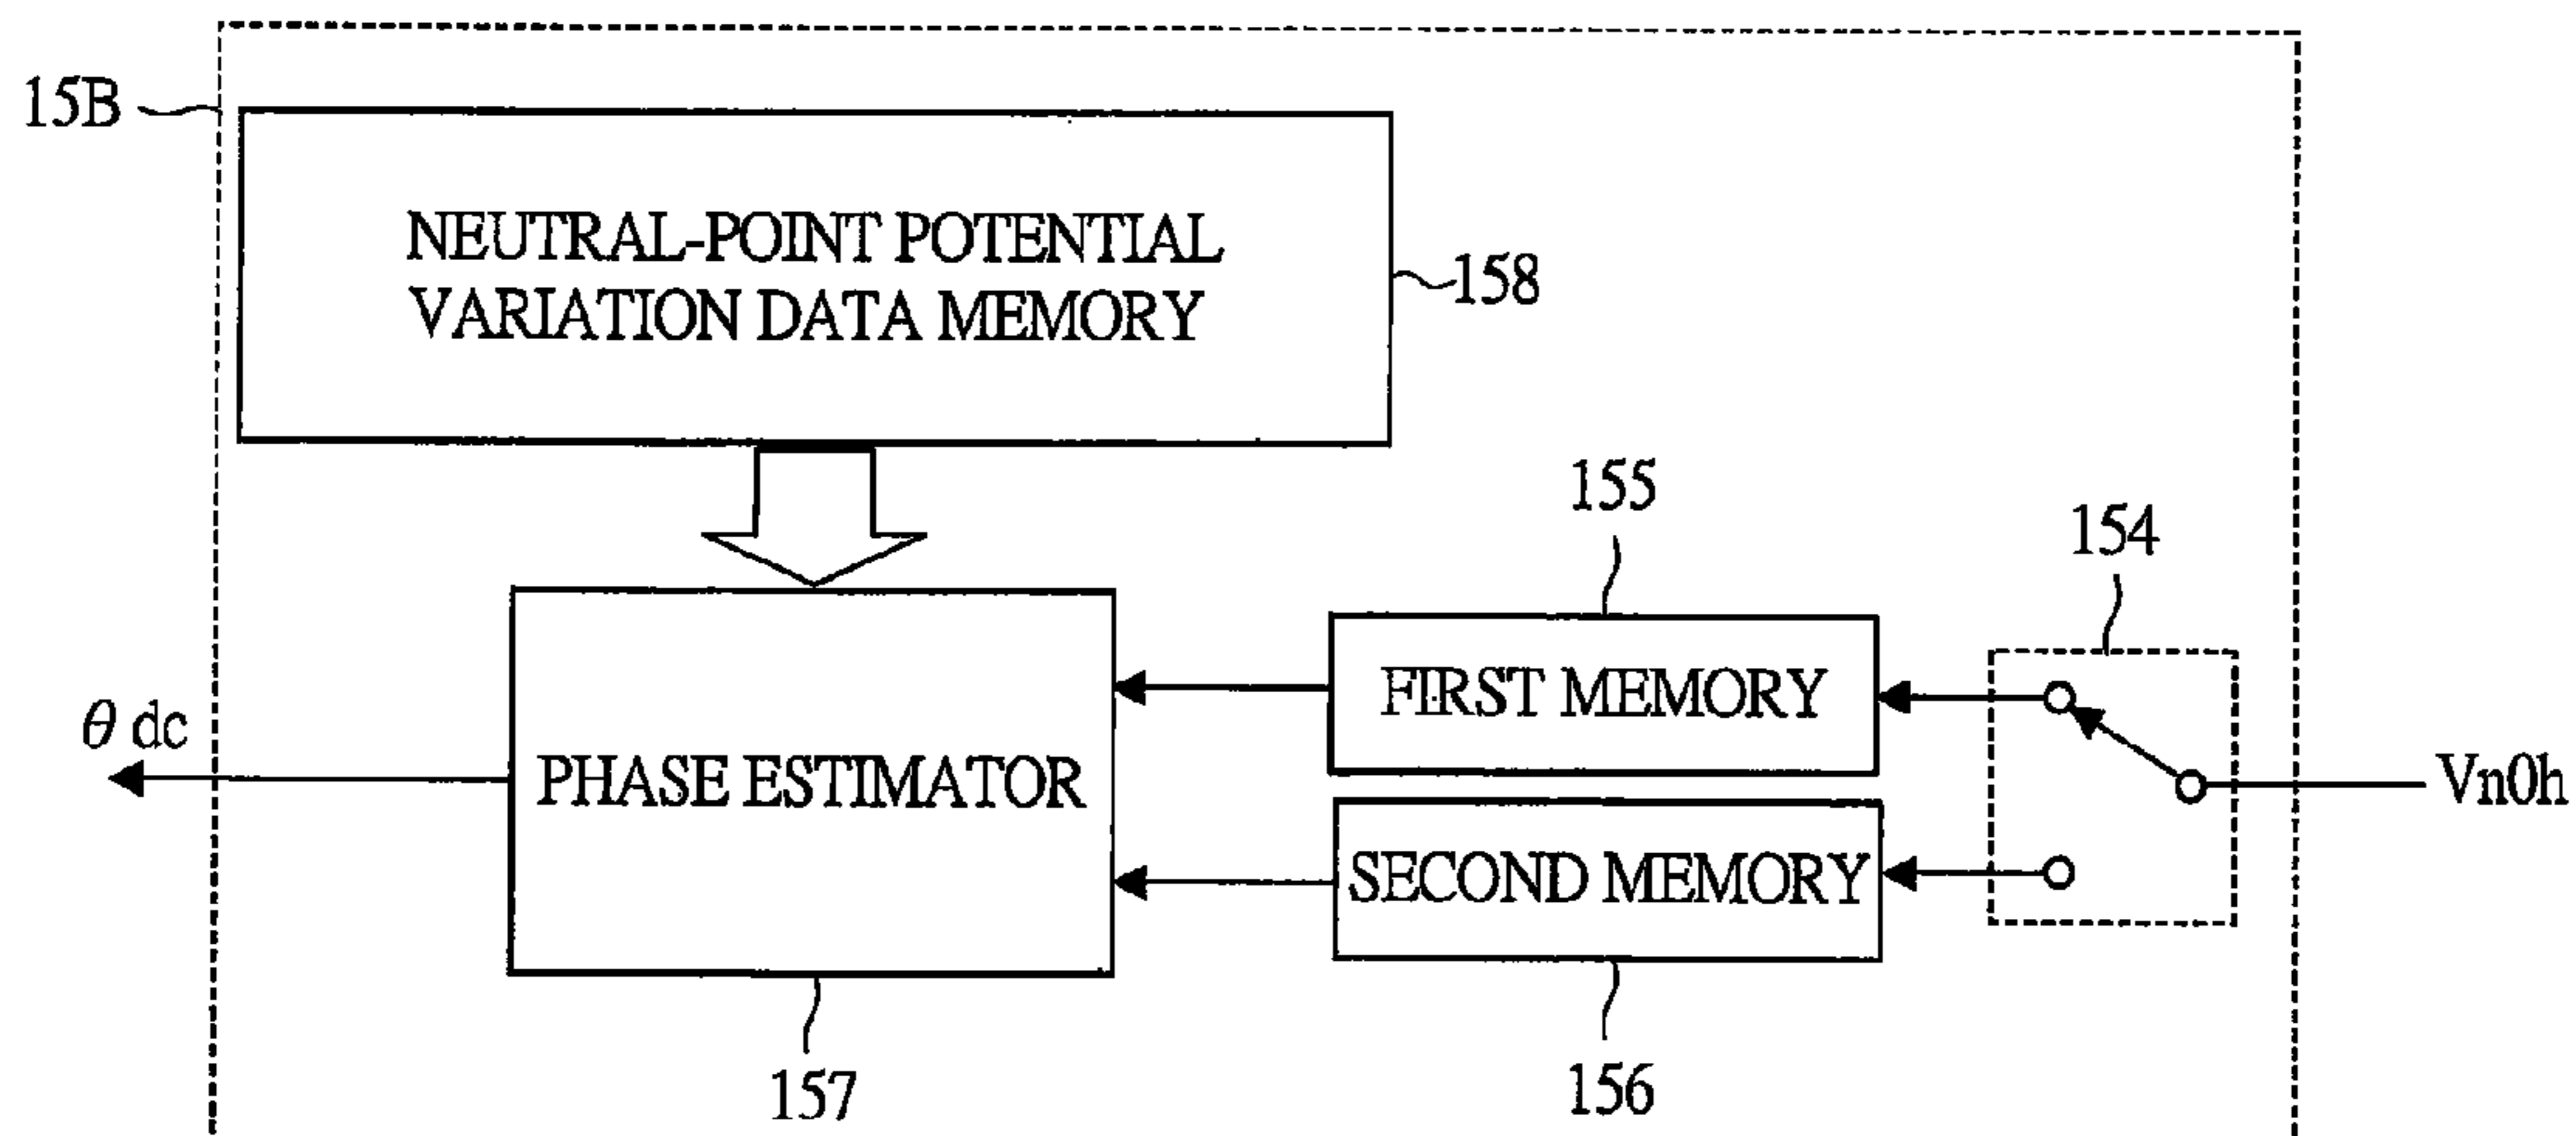 15B
NEUTRAL-POINT POTENTIAL
VARIATION DATA MEMORY
158
155
154
FIRST MEMORY
θ dc
PHASE ESTIMATOR
Vn0h
SECOND MEMORY
157
156